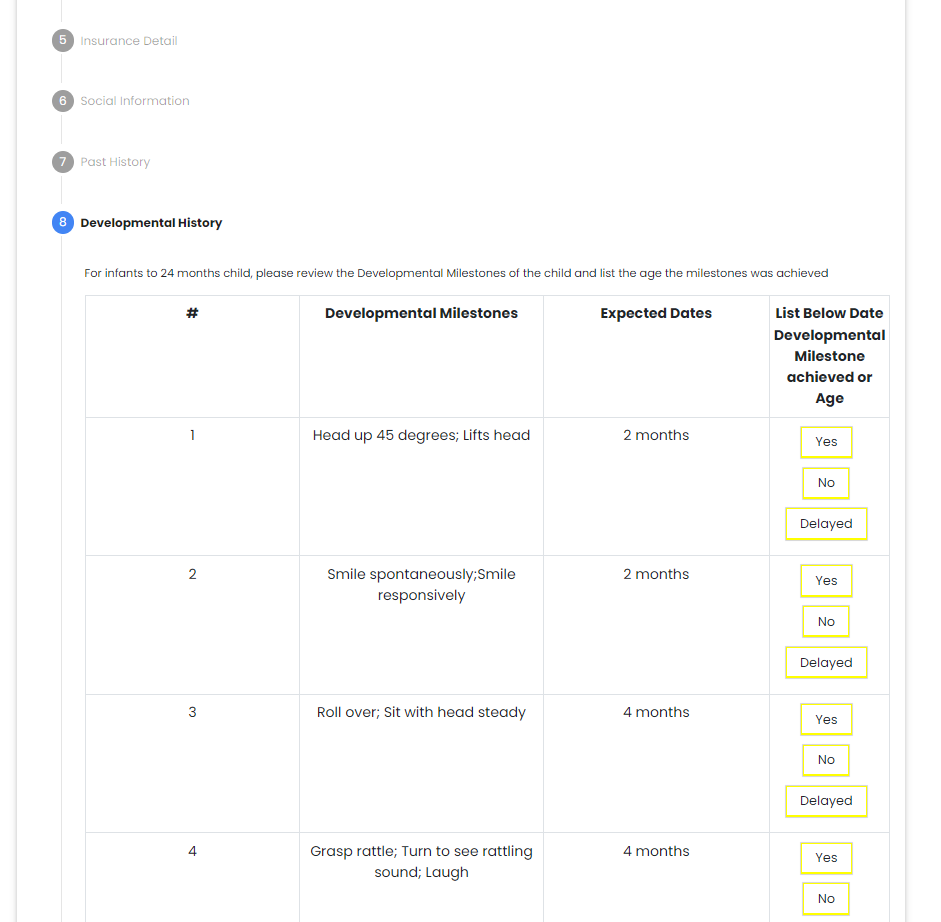 5 Insurance Detail
6 Social Information
7 Past History
8 Developmental History
For infants to 24 months child, please review the Developmental Milestones of the child and list the age the milestones was achieved
# Developmental Milestones Expected Dates List Below Date
Developmental
Milestone
achieved or
Age
1 Head up 45 degrees; Lifts head 2 months Yes
No
Delayed
2 Smile spontaneously;Smile 2 months Yes
responsively
No
Delayed
3 Roll over; Sit with head steady 4 months Yes
No
Delayed
4 Grasp rattle; Turn to see rattling 4 months Yes
sound; Laugh
No